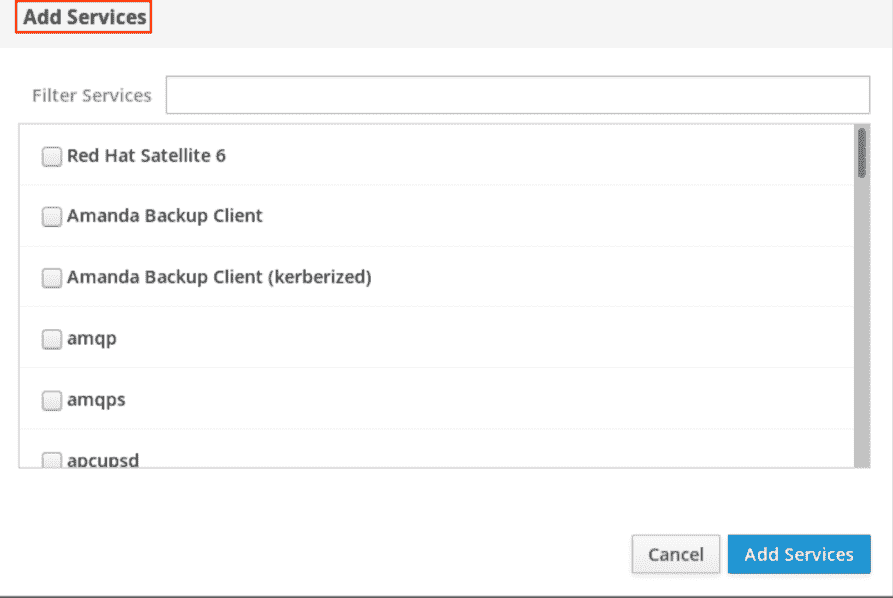 Add Services
Filter Services
Red Hat Satellite 6
Amanda Backup Client
Amanda Backup Client (kerberized)
amqp
amqps
apcupsd
Cancel Add Services